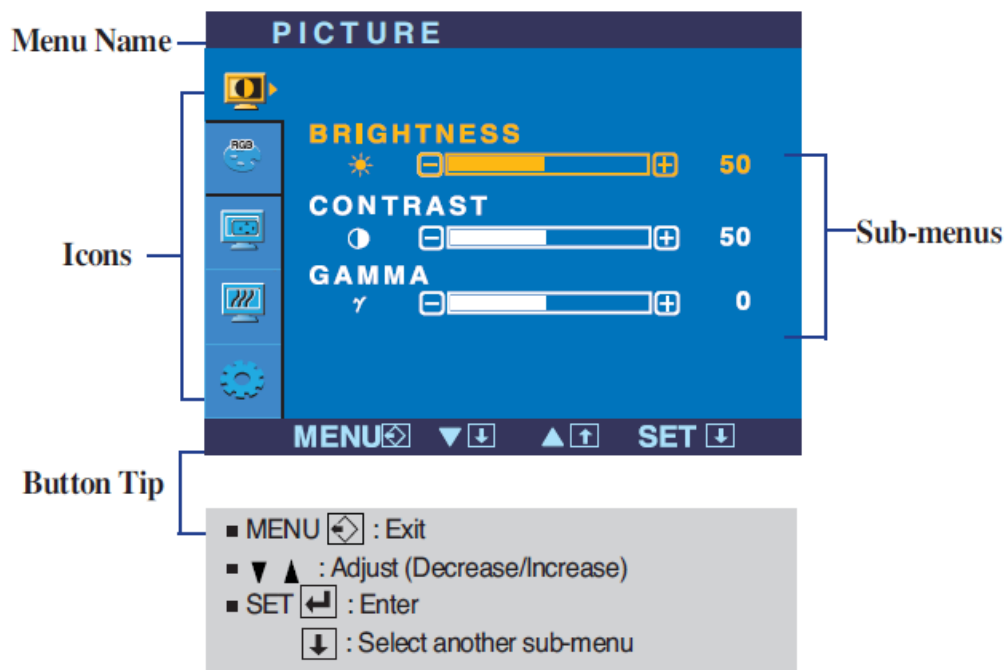 Menu Name
PICTURE
Icons
RGB
BRIGHTNESS
50
CONTRAST
50
GAMMA
γ
0
Sub-menus
MENU ▼ ↓ ▲ ↑ SET ↓
Button Tip
■ MENU : Exit
■ ▼ ▲ : Adjust (Decrease/Increase)
■ SET ↵ : Enter
↓ : Select another sub-menu